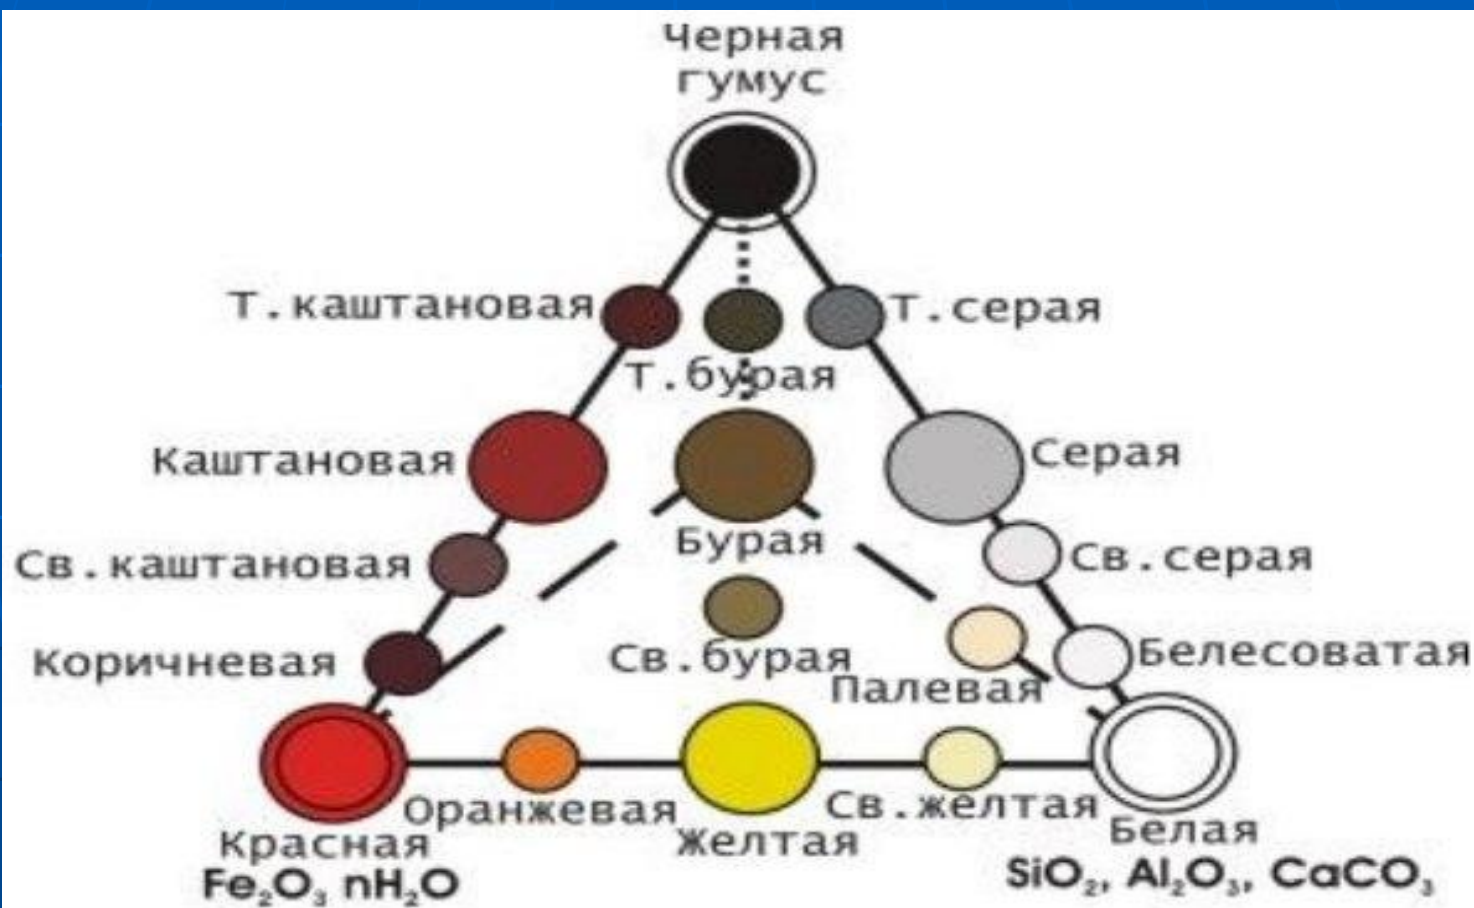 Черная
гумус
Т.каштановая
Т.серая
Т.бурая
Каштановая
Серая
Бурая
Св.каштановая
Св.серая
Коричневая
Св.бурая
Белесоватая
Палевая
Оранжевая
Св.желтая
Красная
Желтая
Белая
Fe₂O₃ nH₂O
SiO₂, Al₂O₃, CaCO₃